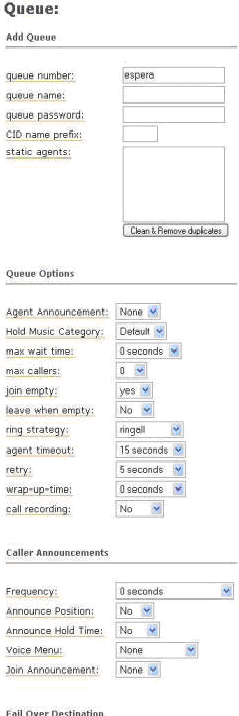 Queue:
Add Queue
queue number: espera
queue name:
queue password:
CID name prefix:
static agents:
Clean & Remove duplicates
Queue Options
Agent Announcement: None
Hold Music Category: Default
max wait time: 0 seconds
max callers: 0
join empty: yes
leave when empty: No
ring strategy: ringall
agent timeout: 15 seconds
retry: 5 seconds
wrap-up-time: 0 seconds
call recording: No
Caller Announcements
Frequency: 0 seconds
Announce Position: No
Announce Hold Time: No
Voice Menu: None
Join Announcement: None
Fail Over Destination